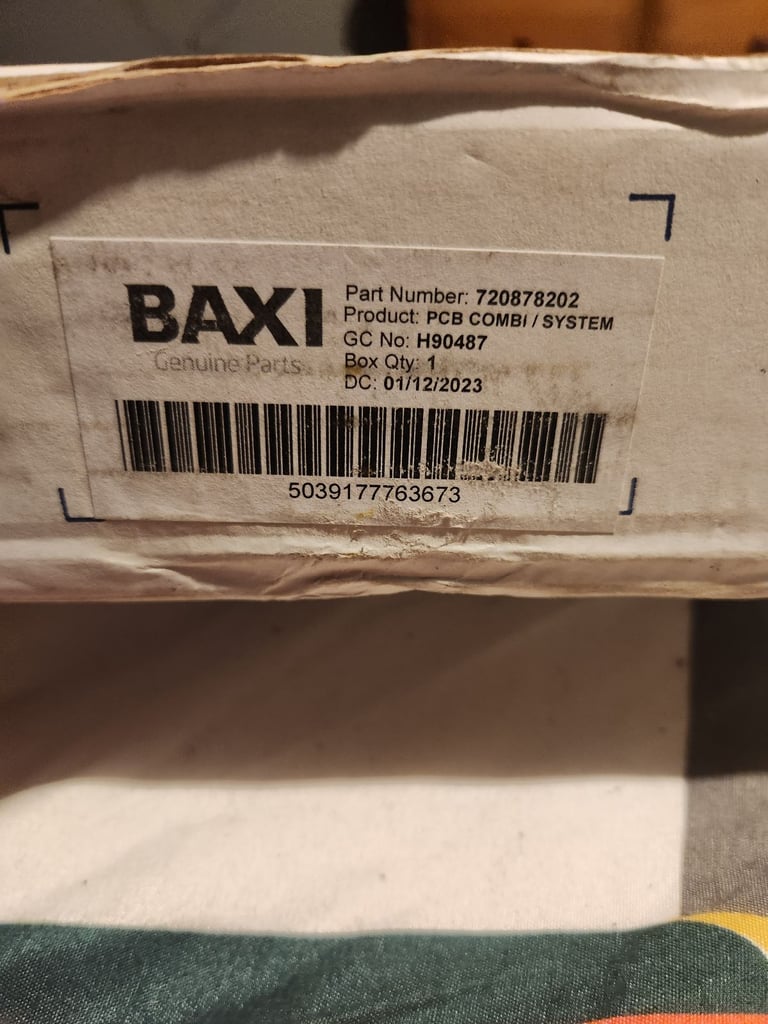 BAXI
Genuine Parts
Part Number: 720878202
Product: PCB COMBI / SYSTEM
GC No: H90487
Box Qty: 1
DC: 01/12/2023
5039177763673